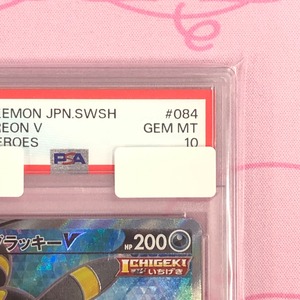 EMON JPN.SWSH #084
REON V GEM MT
EROES 10
PSA
ブラッキーV HP 200
ICHIGEKI
いちげき